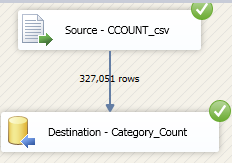 Source - CCOUNT_csv
327,051 rows
Destination - Category_Count